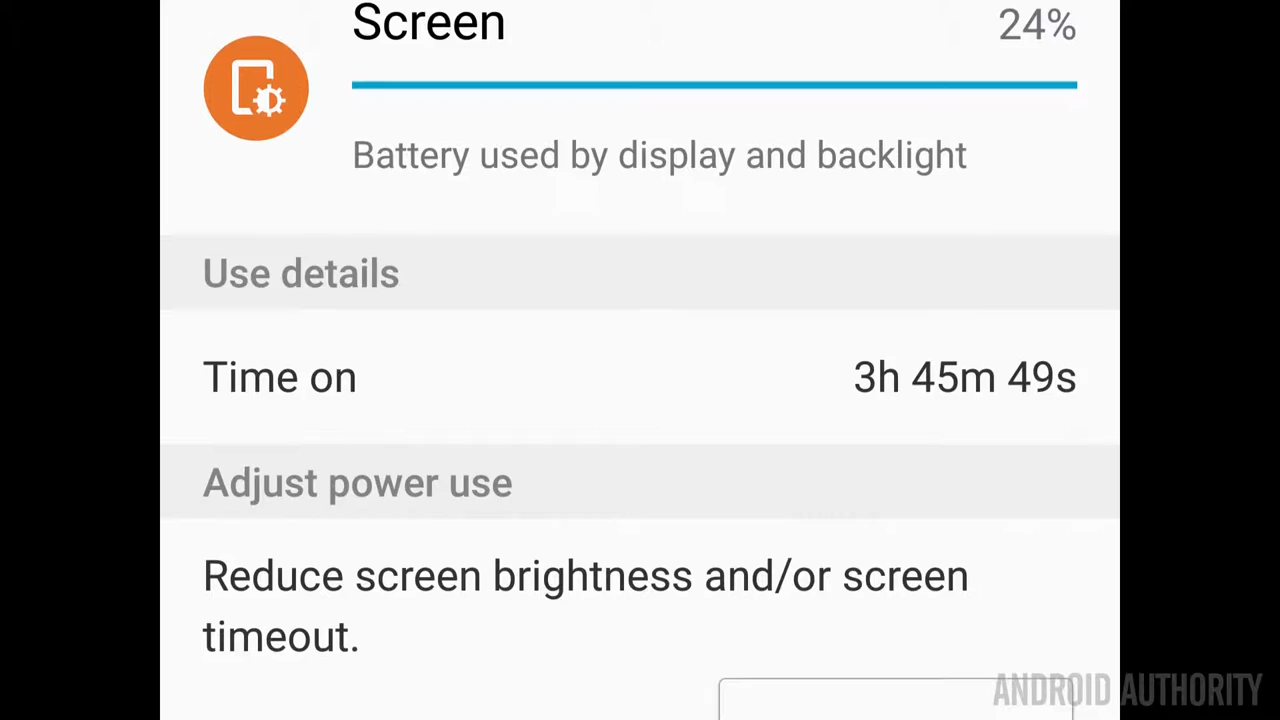 Screen 24%
Battery used by display and backlight
Use details
Time on 3h 45m 49s
Adjust power use
Reduce screen brightness and/or screen
timeout.
ANDROID AUTHORITY